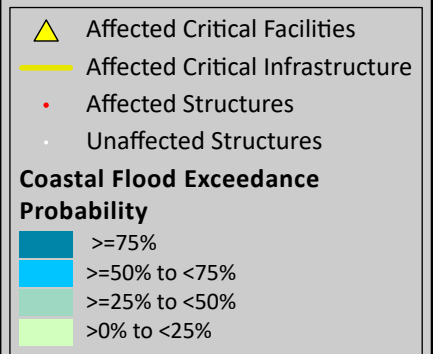 Affected Critical Facilities
Affected Critical Infrastructure
Affected Structures
Unaffected Structures
Coastal Flood Exceedance
Probability
>=75%
>=50% to <75%
>=25% to <50%
>0% to <25%